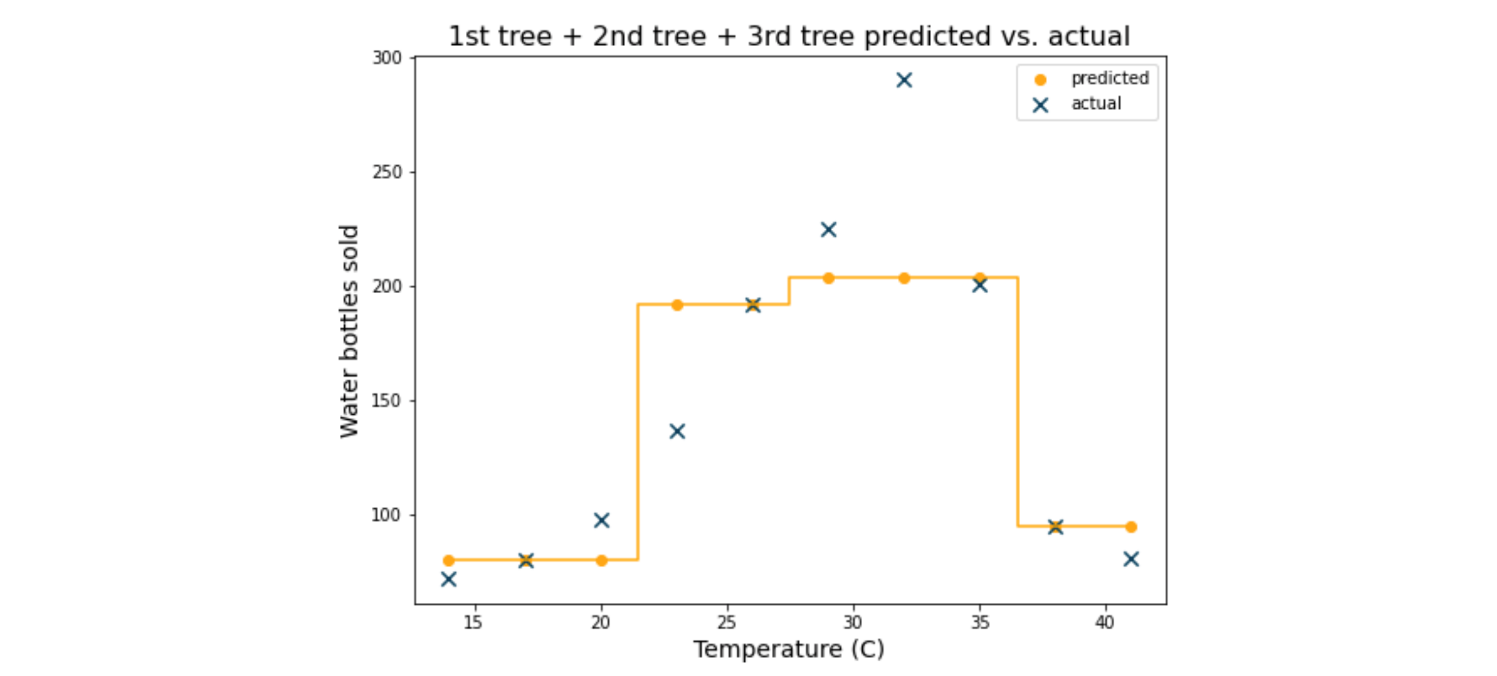 1st tree + 2nd tree + 3rd tree predicted vs. actual
300
predicted
actual
250
200
150
100
Water bottles sold
15 20 25 30 35 40
Temperature (C)